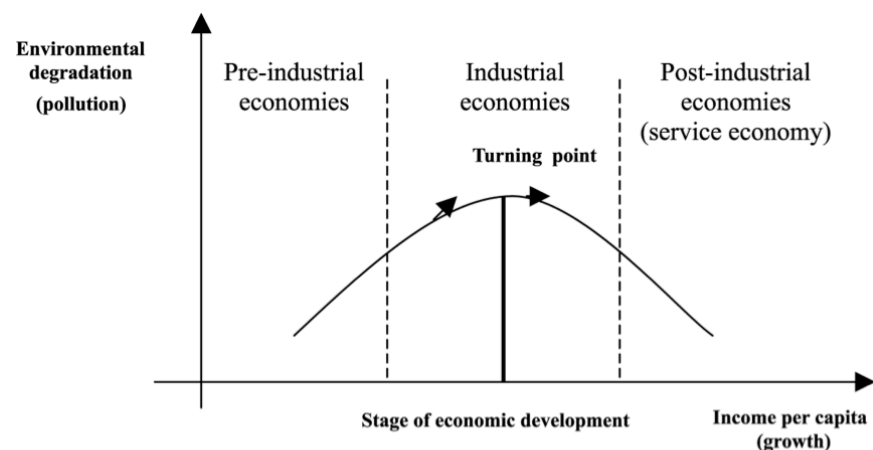 Environmental
degradation
(pollution)
Pre-industrial
economies
Industrial
economies
Post-industrial
economies
(service economy)
Turning point
Stage of economic development
Income per capita
(growth)